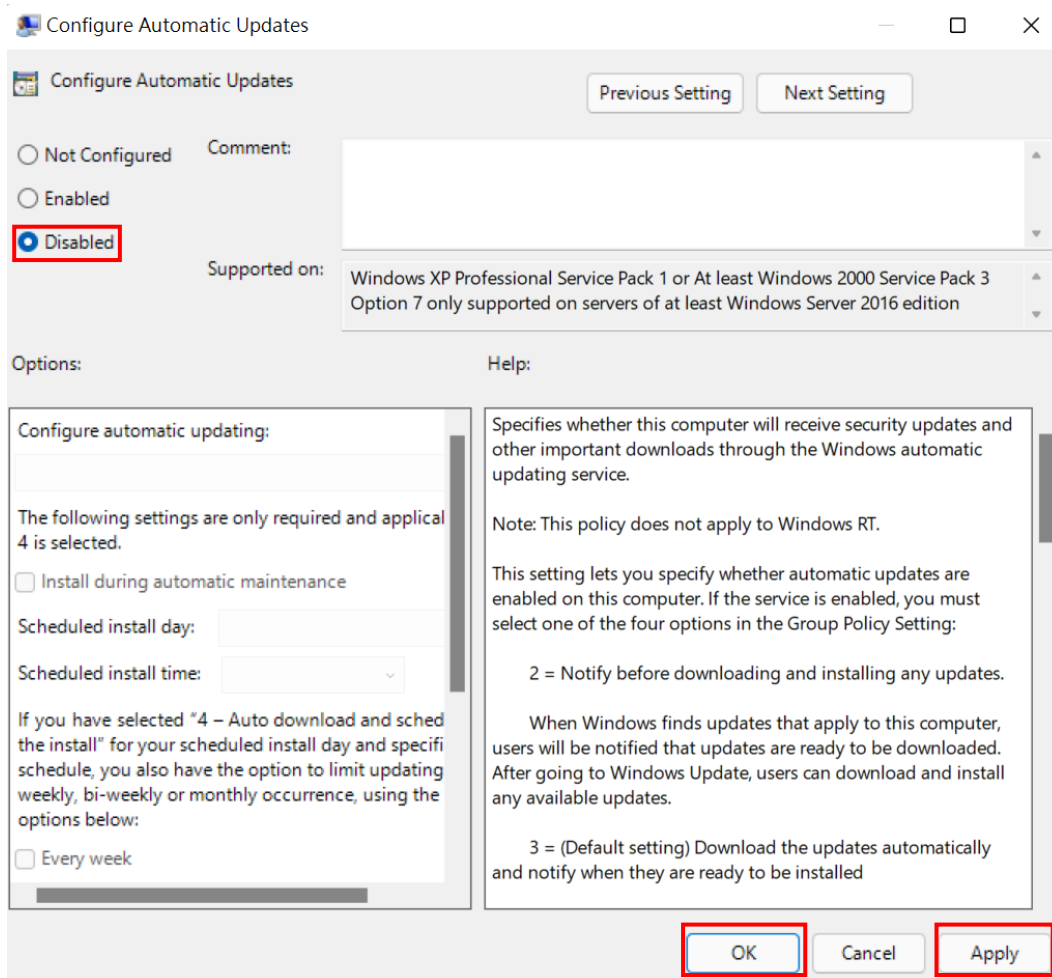 Configure Automatic Updates
Configure Automatic Updates
Previous Setting
Next Setting
Not Configured
Comment:
Enabled
Disabled
Supported on:
Windows XP Professional Service Pack 1 or At least Windows 2000 Service Pack 3
Option 7 only supported on servers of at least Windows Server 2016 edition
Options:
Help:
Configure automatic updating:
The following settings are only required and applical
4 is selected.
Install during automatic maintenance
Scheduled install day:
Scheduled install time:
If you have selected “4 – Auto download and sched
the install” for your scheduled install day and specifi
schedule, you also have the option to limit updating
weekly, bi-weekly or monthly occurrence, using the
options below:
Every week
Specifies whether this computer will receive security updates and
other important downloads through the Windows automatic
updating service.
Note: This policy does not apply to Windows RT.
This setting lets you specify whether automatic updates are
enabled on this computer. If the service is enabled, you must
select one of the four options in the Group Policy Setting:
2 = Notify before downloading and installing any updates.
When Windows finds updates that apply to this computer,
users will be notified that updates are ready to be downloaded.
After going to Windows Update, users can download and install
any available updates.
3 = (Default setting) Download the updates automatically
and notify when they are ready to be installed
OK
Cancel
Apply